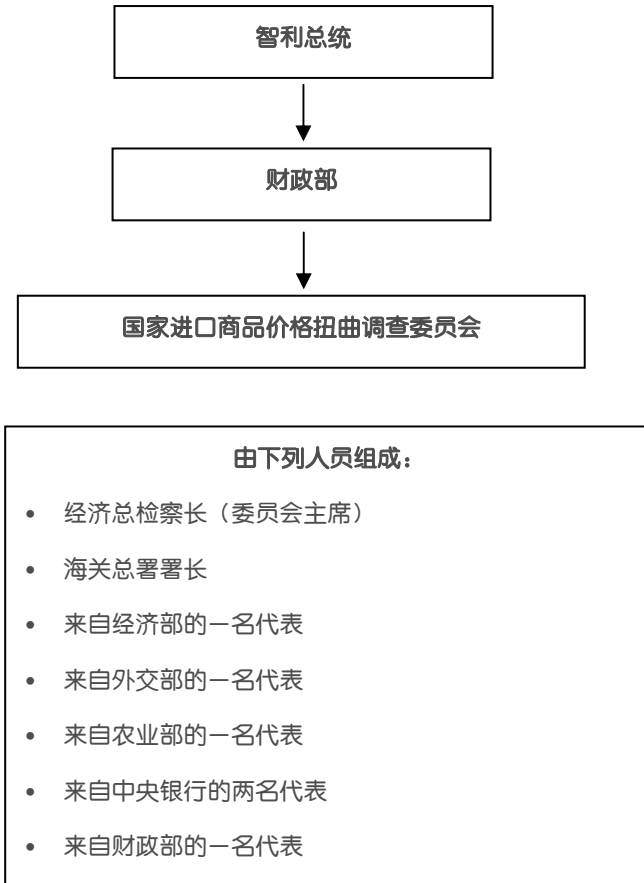 智利总统
财政部
国家进口商品价格扭曲调查委员会
由下列人员组成：
• 经济总检察长（委员会主席）
• 海关总署署长
• 来自经济部的一名代表
• 来自外交部的一名代表
• 来自农业部的一名代表
• 来自中央银行的两名代表
• 来自财政部的一名代表